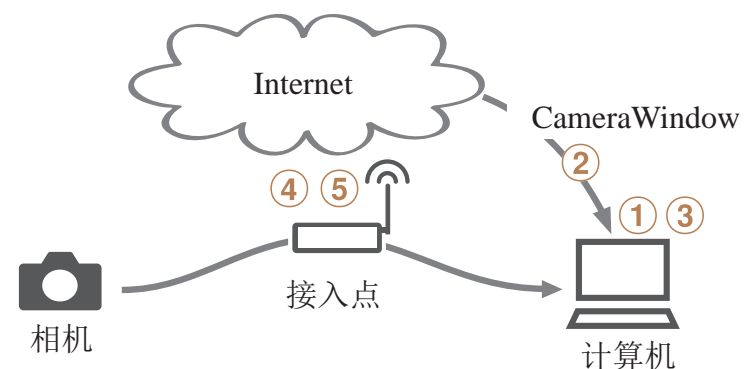 Internet
CameraWindow
②
④ ⑤
① ③
接入点
相机
计算机